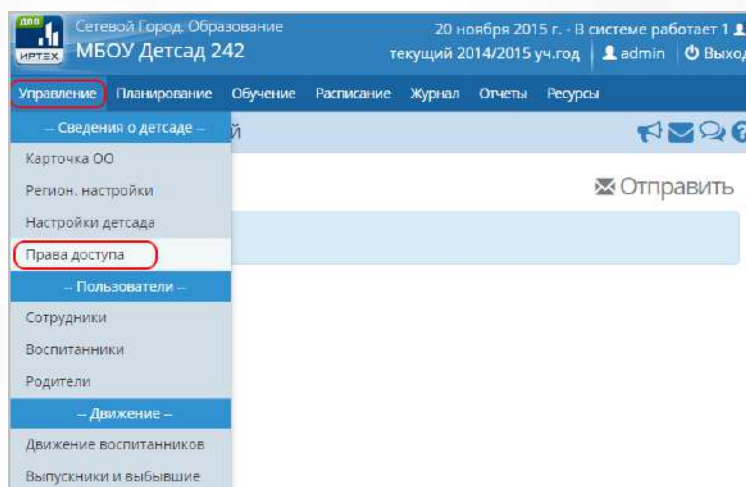 ДПО
ИРТЕХ
Сетевой Город. Образование
МБОУ Детсад 242
20 ноября 2015 г. - В системе работает 1
текущий 2014/2015 уч.год
admin
Выход
Управление Планирование Обучение Расписание Журнал Отчеты Ресурсы
-- Сведения о детсаде --
й
Карточка ОО
Регион. настройки
Отправить
Настройки детсада
Права доступа
-- Пользователи --
Сотрудники
Воспитанники
Родители
-- Движение --
Движение воспитанников
Выпускники и выбывшие